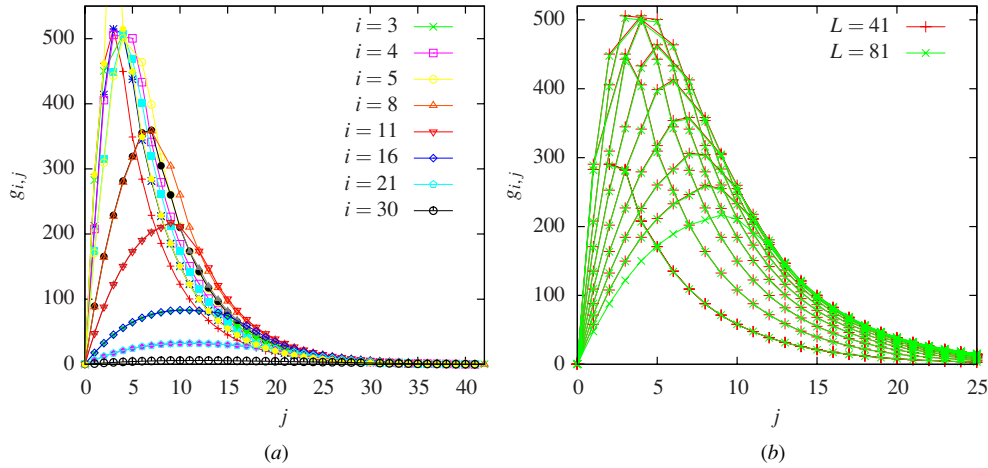 g_{i,j}
500
400
300
200
100
0
0 5 10 15 20 25 30 35 40
j
i = 3
i = 4
i = 5
i = 8
i = 11
i = 16
i = 21
i = 30
(a)
g_{i,j}
500
400
300
200
100
0
0 5 10 15 20 25
j
L = 41
L = 81
(b)